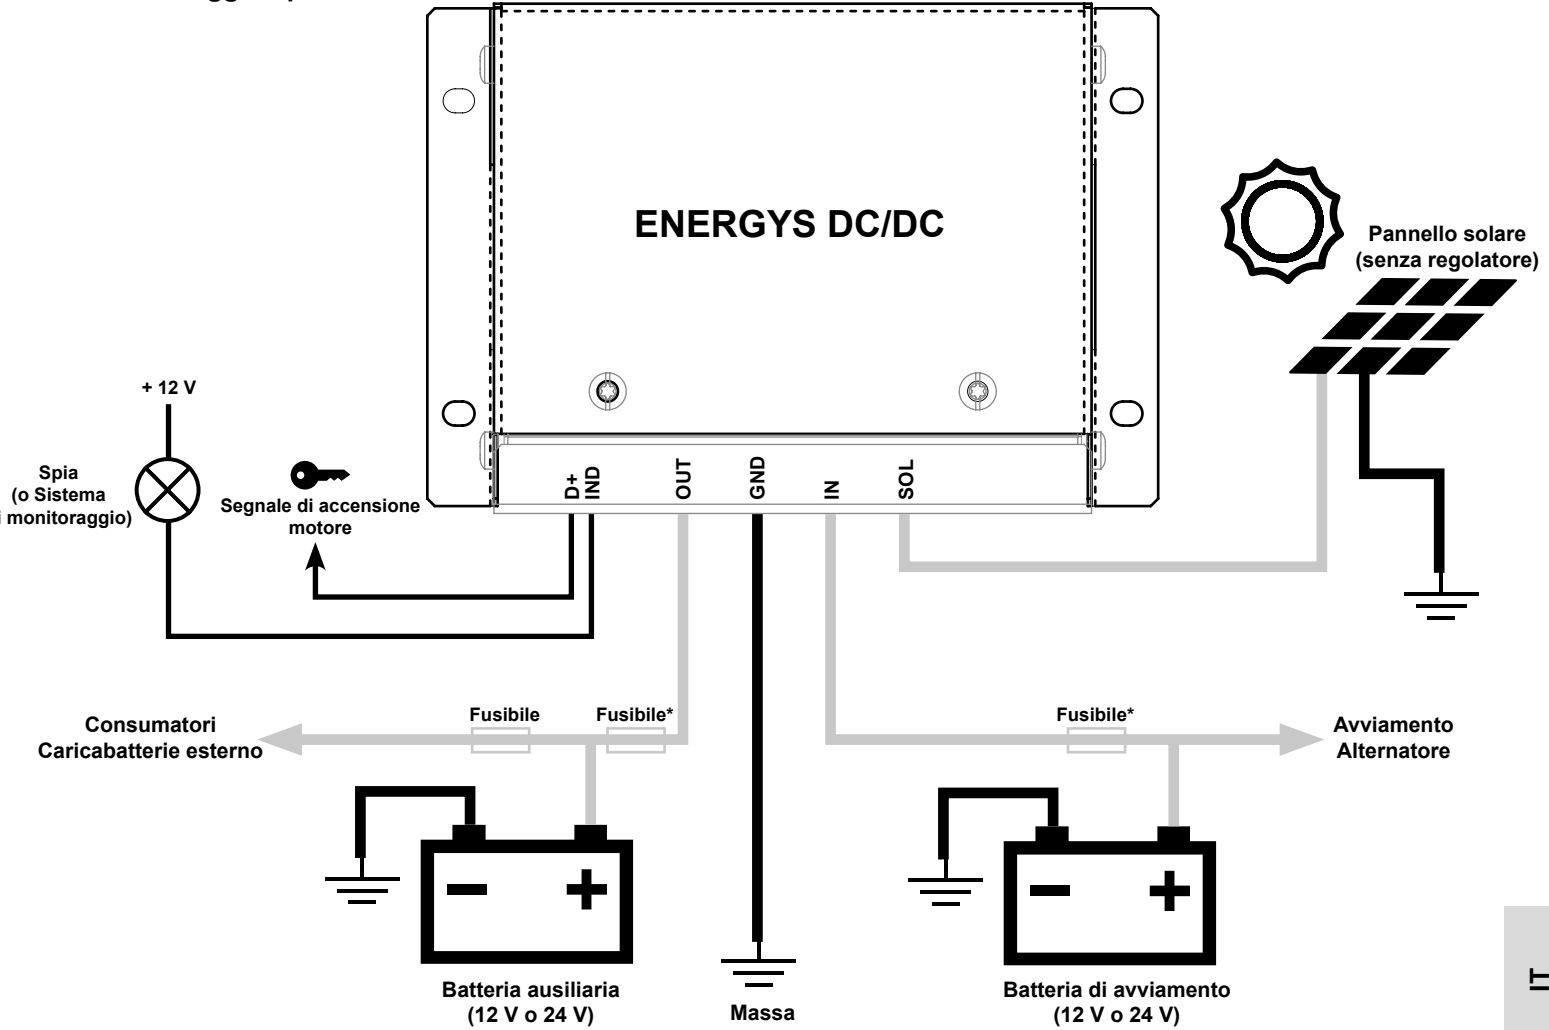 ENERGYS DC/DC
Pannello solare
(senza regolatore)
+ 12 V
Spia
(o Sistema
i monitoraggio)
Segnale di accensione
motore
D+
IND
OUT
GND
IN
SOL
Consumatori
Caricabatterie esterno
Fusibile
Fusibile*
Fusibile*
Avviamento
Alternatore
Batteria ausiliaria
(12 V o 24 V)
Massa
Batteria di avviamento
(12 V o 24 V)
IT